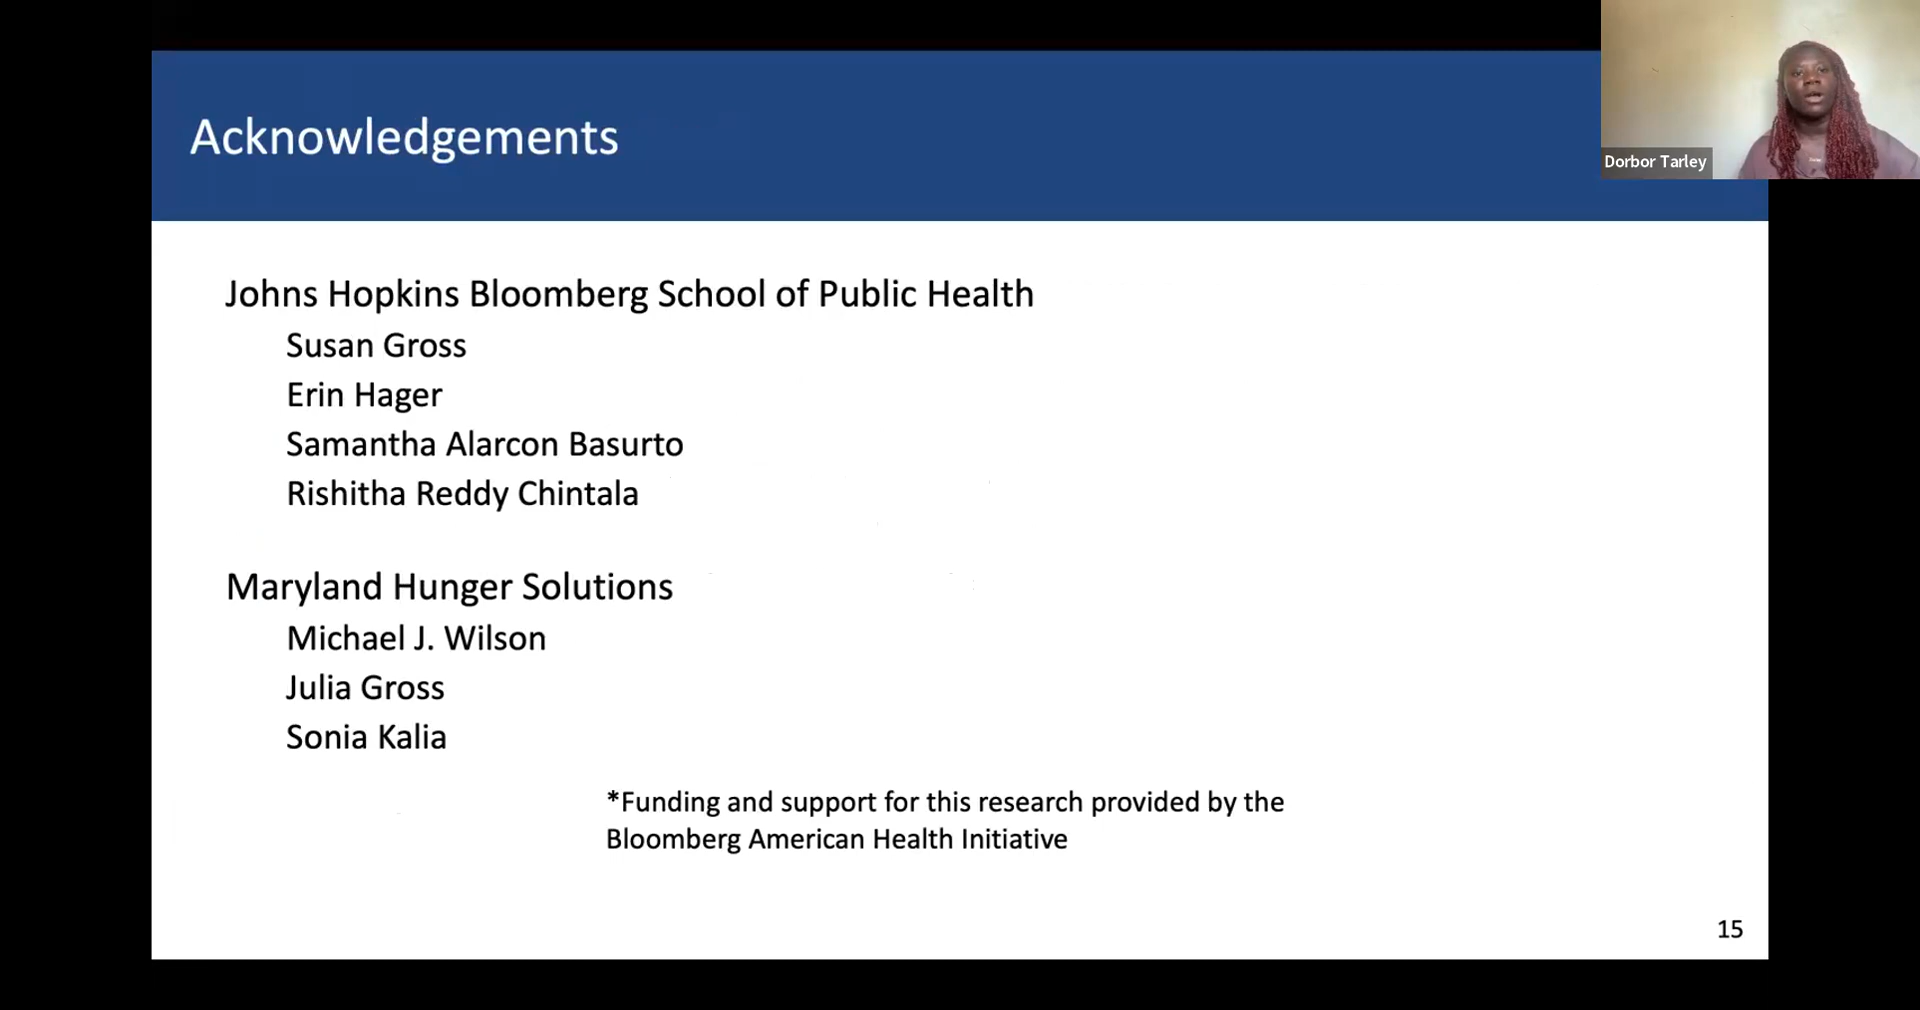 Acknowledgements
Dorbor Tarley
Johns Hopkins Bloomberg School of Public Health
Susan Gross
Erin Hager
Samantha Alarcon Basurto
Rishitha Reddy Chintala
Maryland Hunger Solutions
Michael J. Wilson
Julia Gross
Sonia Kalia
*Funding and support for this research provided by the
Bloomberg American Health Initiative
15